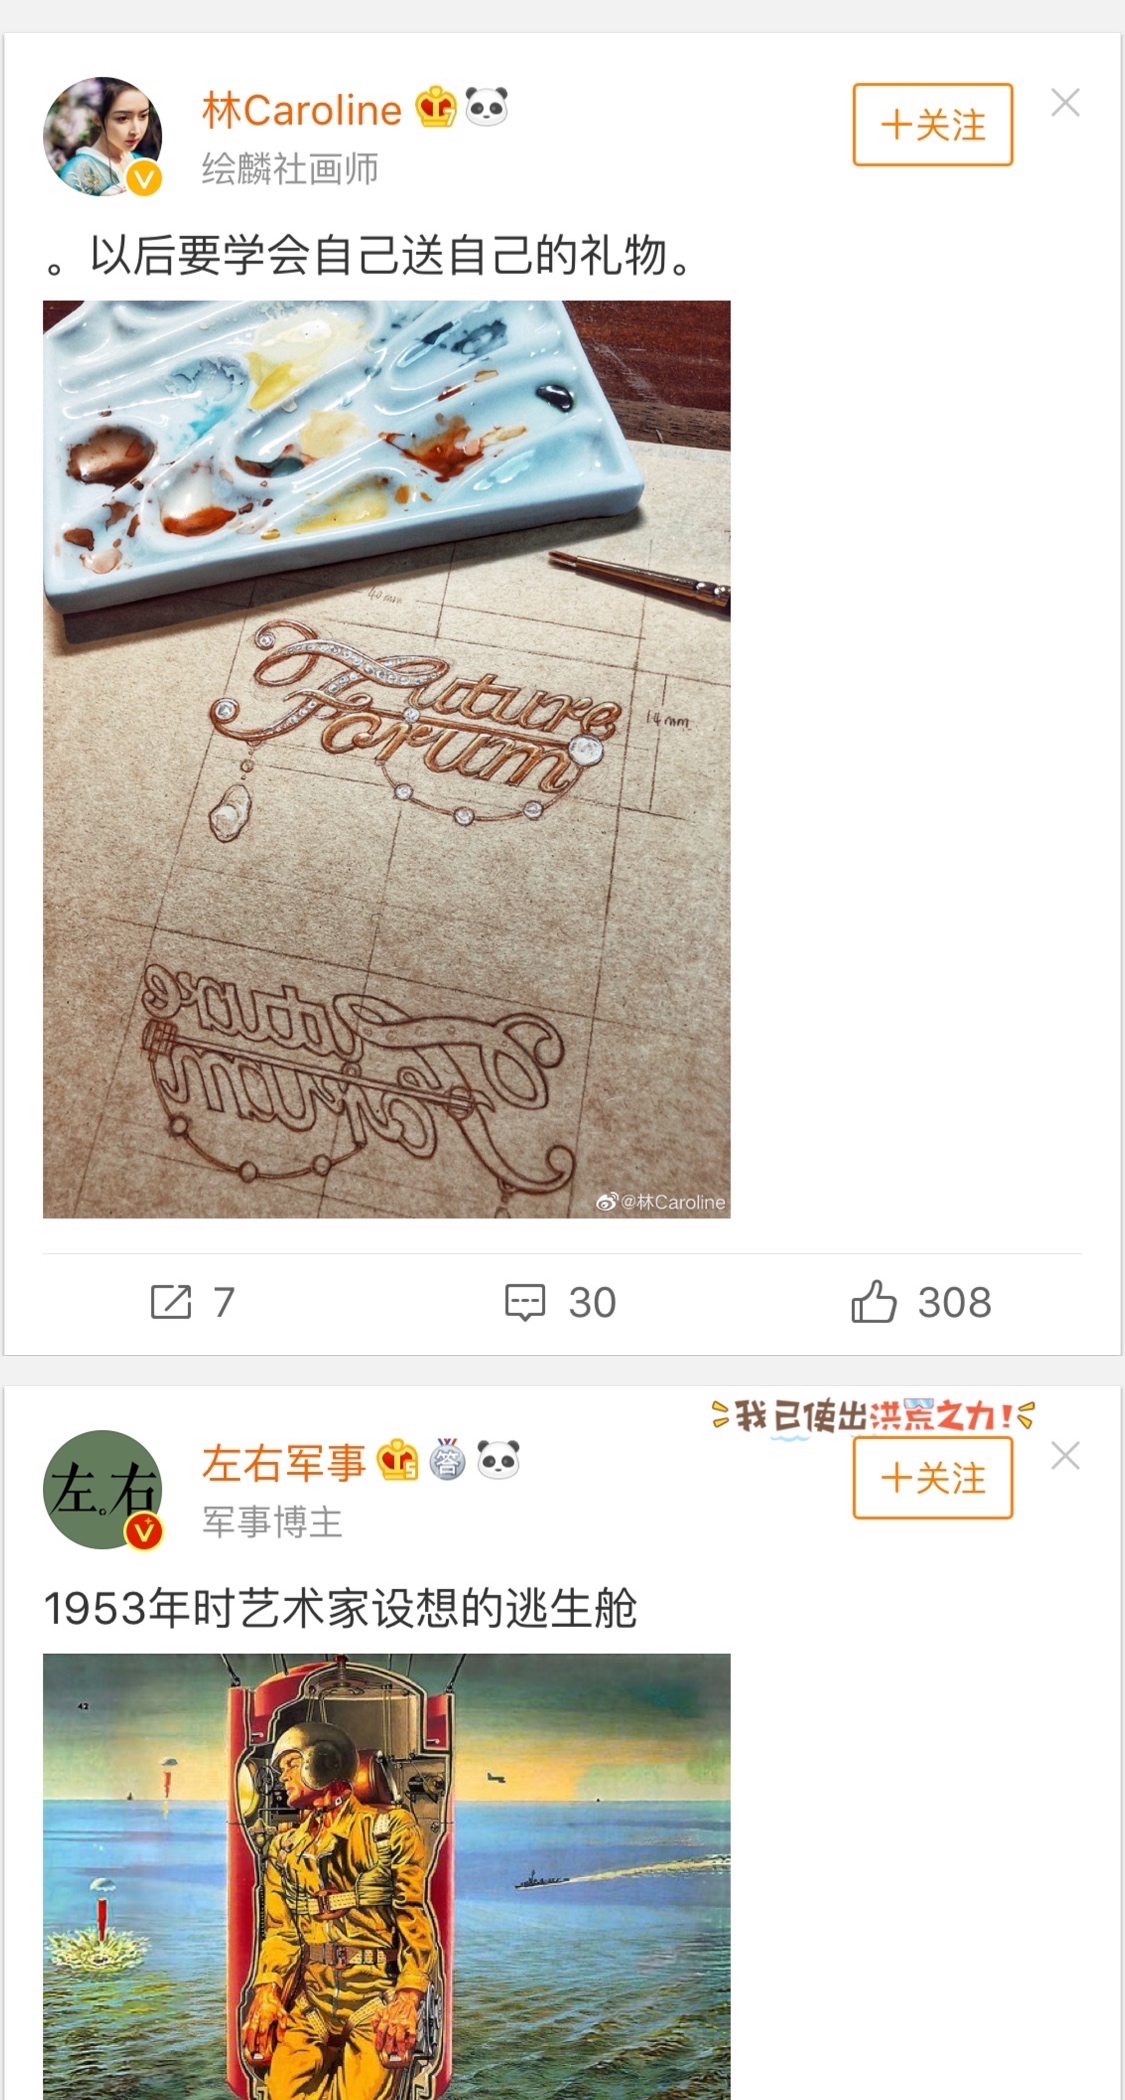 林Caroline
绘麟社画师
+关注
。以后要学会自己送自己的礼物。
40 mm
Future
Forum
14 mm
@林Caroline
7
30
308
我已使出洪荒之力!
左右军事
答
+关注
左。右
军事博主
1953年时艺术家设想的逃生舱
42